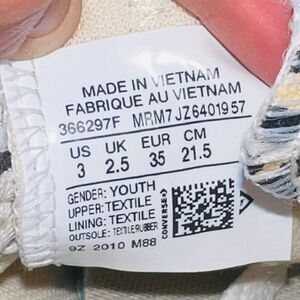 MADE IN VIETNAM
FABRIQUE AU VIETNAM
366297F MRM7 JZ6401957
US UK EUR CM
3 2.5 35 21.5
GENDER: YOUTH
UPPER: TEXTILE
LINING: TEXTILE
OUTSOLE: TEXTILE/RUBBER
9Z 2010 M88
CONVERSE